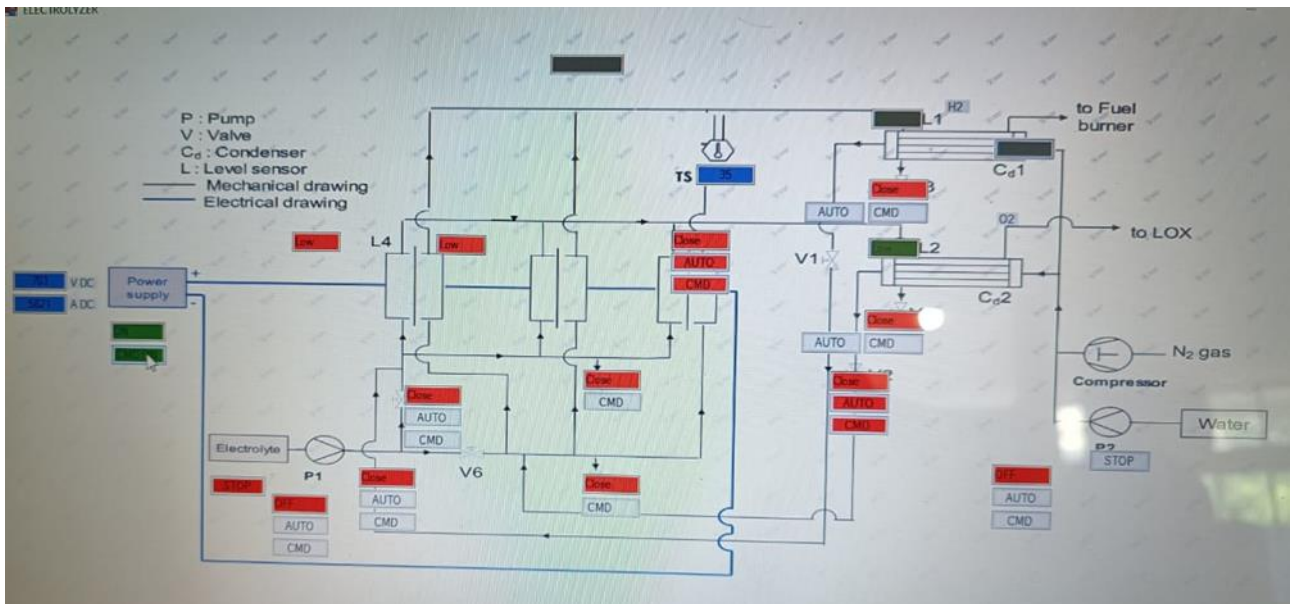 ELECTROLYZER
P : Pump
V : Valve
Cd : Condenser
L : Level sensor
Mechanical drawing
Electrical drawing
L1
H2
to Fuel
burner
TS
35
Cd1
Close
AUTO
CMD
O2
to LOX
Low
L4
Low
Close
AUTO
CMD
L2
V1
Cd2
VDC
Power
supply
+
-
ADC
Close
AUTO
CMD
N2 gas
Compressor
Close
CMD
Close
AUTO
CMD
Close
AUTO
CMD
Electrolyte
P1
V6
Water
P2
STOP
STOP
OFF
AUTO
CMD
Close
AUTO
CMD
Close
CMD
OFF
AUTO
CMD